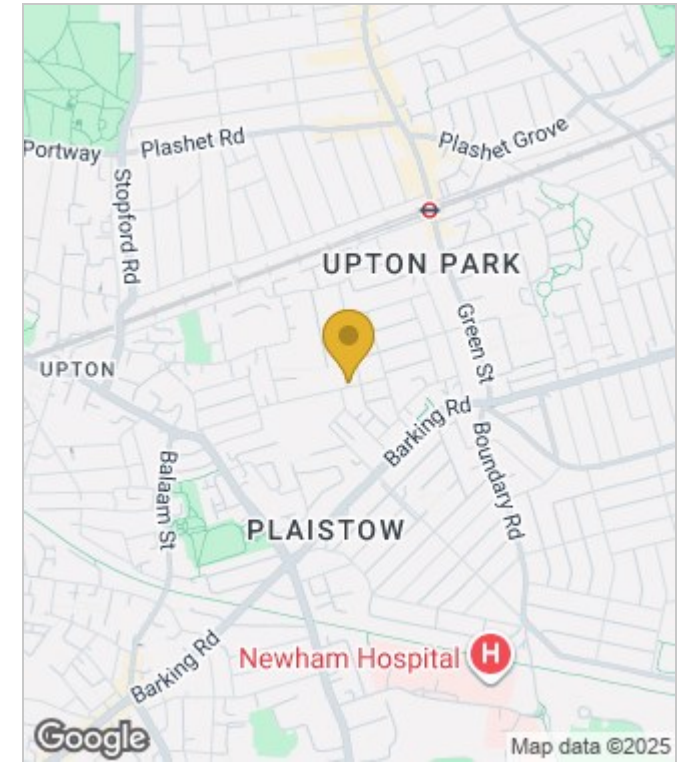 Portway
Plashet Rd
Plashet Grove
Stopford Rd
UPTON PARK
Green St
UPTON
Barking Rd
Balaam St
Boundary Rd
PLAISTOW
Newham Hospital
H
Barking Rd
Google
Map data ©2025